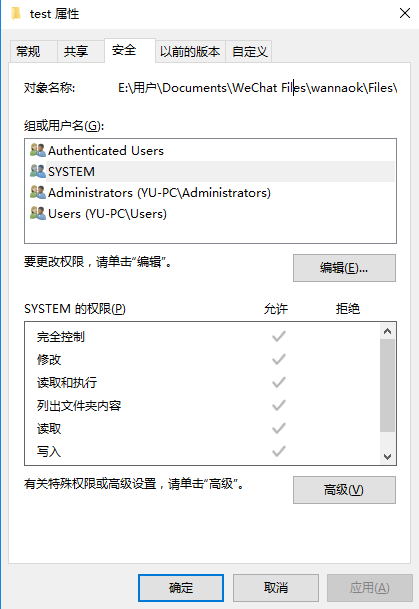 test 属性
常规 共享 安全 以前的版本 自定义
对象名称: E:\用户\Documents\WeChat Files\wannaok\Files\
组或用户名(G):
Authenticated Users
SYSTEM
Administrators (YU-PC\Administrators)
Users (YU-PC\Users)
要更改权限，请单击“编辑”。 编辑(E)...
SYSTEM 的权限(P) 允许 拒绝
完全控制
修改
读取和执行
列出文件夹内容
读取
写入
有关特殊权限或高级设置，请单击“高级”。 高级(V)
确定 取消 应用(A)